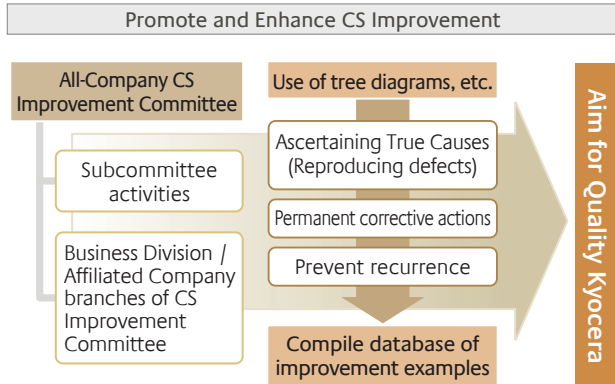 Promote and Enhance CS Improvement
All-Company CS
Improvement Committee
Subcommittee
activities
Business Division /
Affiliated Company
branches of CS
Improvement
Committee
Use of tree diagrams, etc.
Ascertaining True Causes
(Reproducing defects)
Permanent corrective actions
Prevent recurrence
Compile database of
improvement examples
Aim for Quality Kyocera